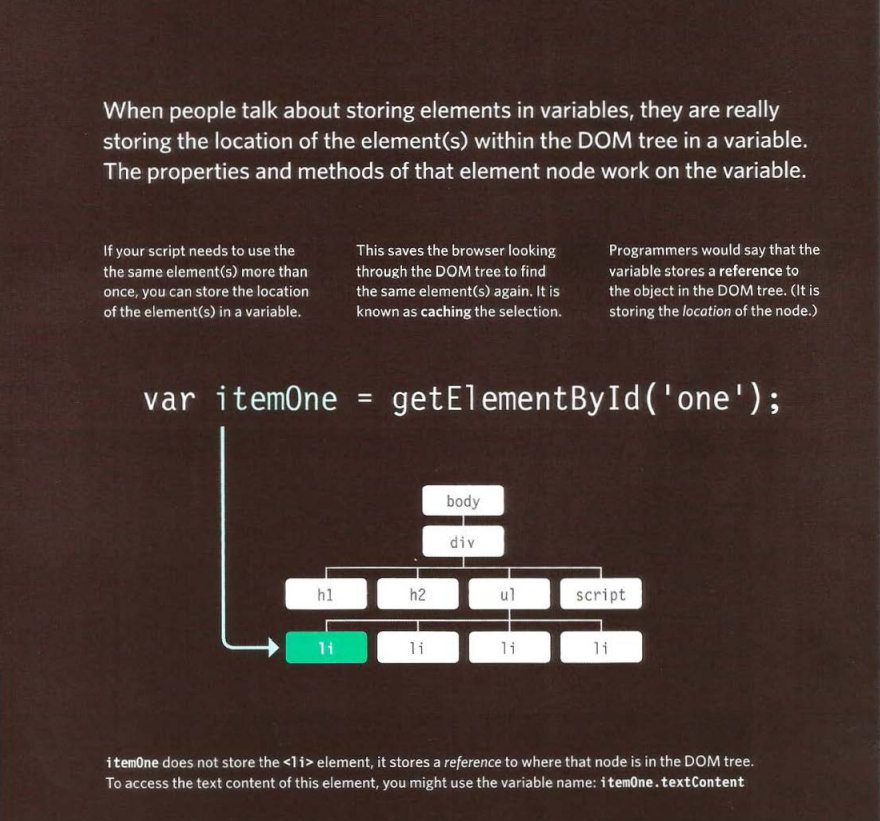 When people talk about storing elements in variables, they are really
storing the location of the element(s) within the DOM tree in a variable.
The properties and methods of that element node work on the variable.
If your script needs to use the
the same element(s) more than
once, you can store the location
of the element(s) in a variable.
This saves the browser looking
through the DOM tree to find
the same element(s) again. It is
known as caching the selection.
Programmers would say that the
variable stores a reference to
the object in the DOM tree. (It is
storing the location of the node.)
var itemOne = getElementById('one');
body
div
h1 h2 ul script
li li li li
itemOne does not store the <li> element, it stores a reference to where that node is in the DOM tree.
To access the text content of this element, you might use the variable name: itemOne.textContent